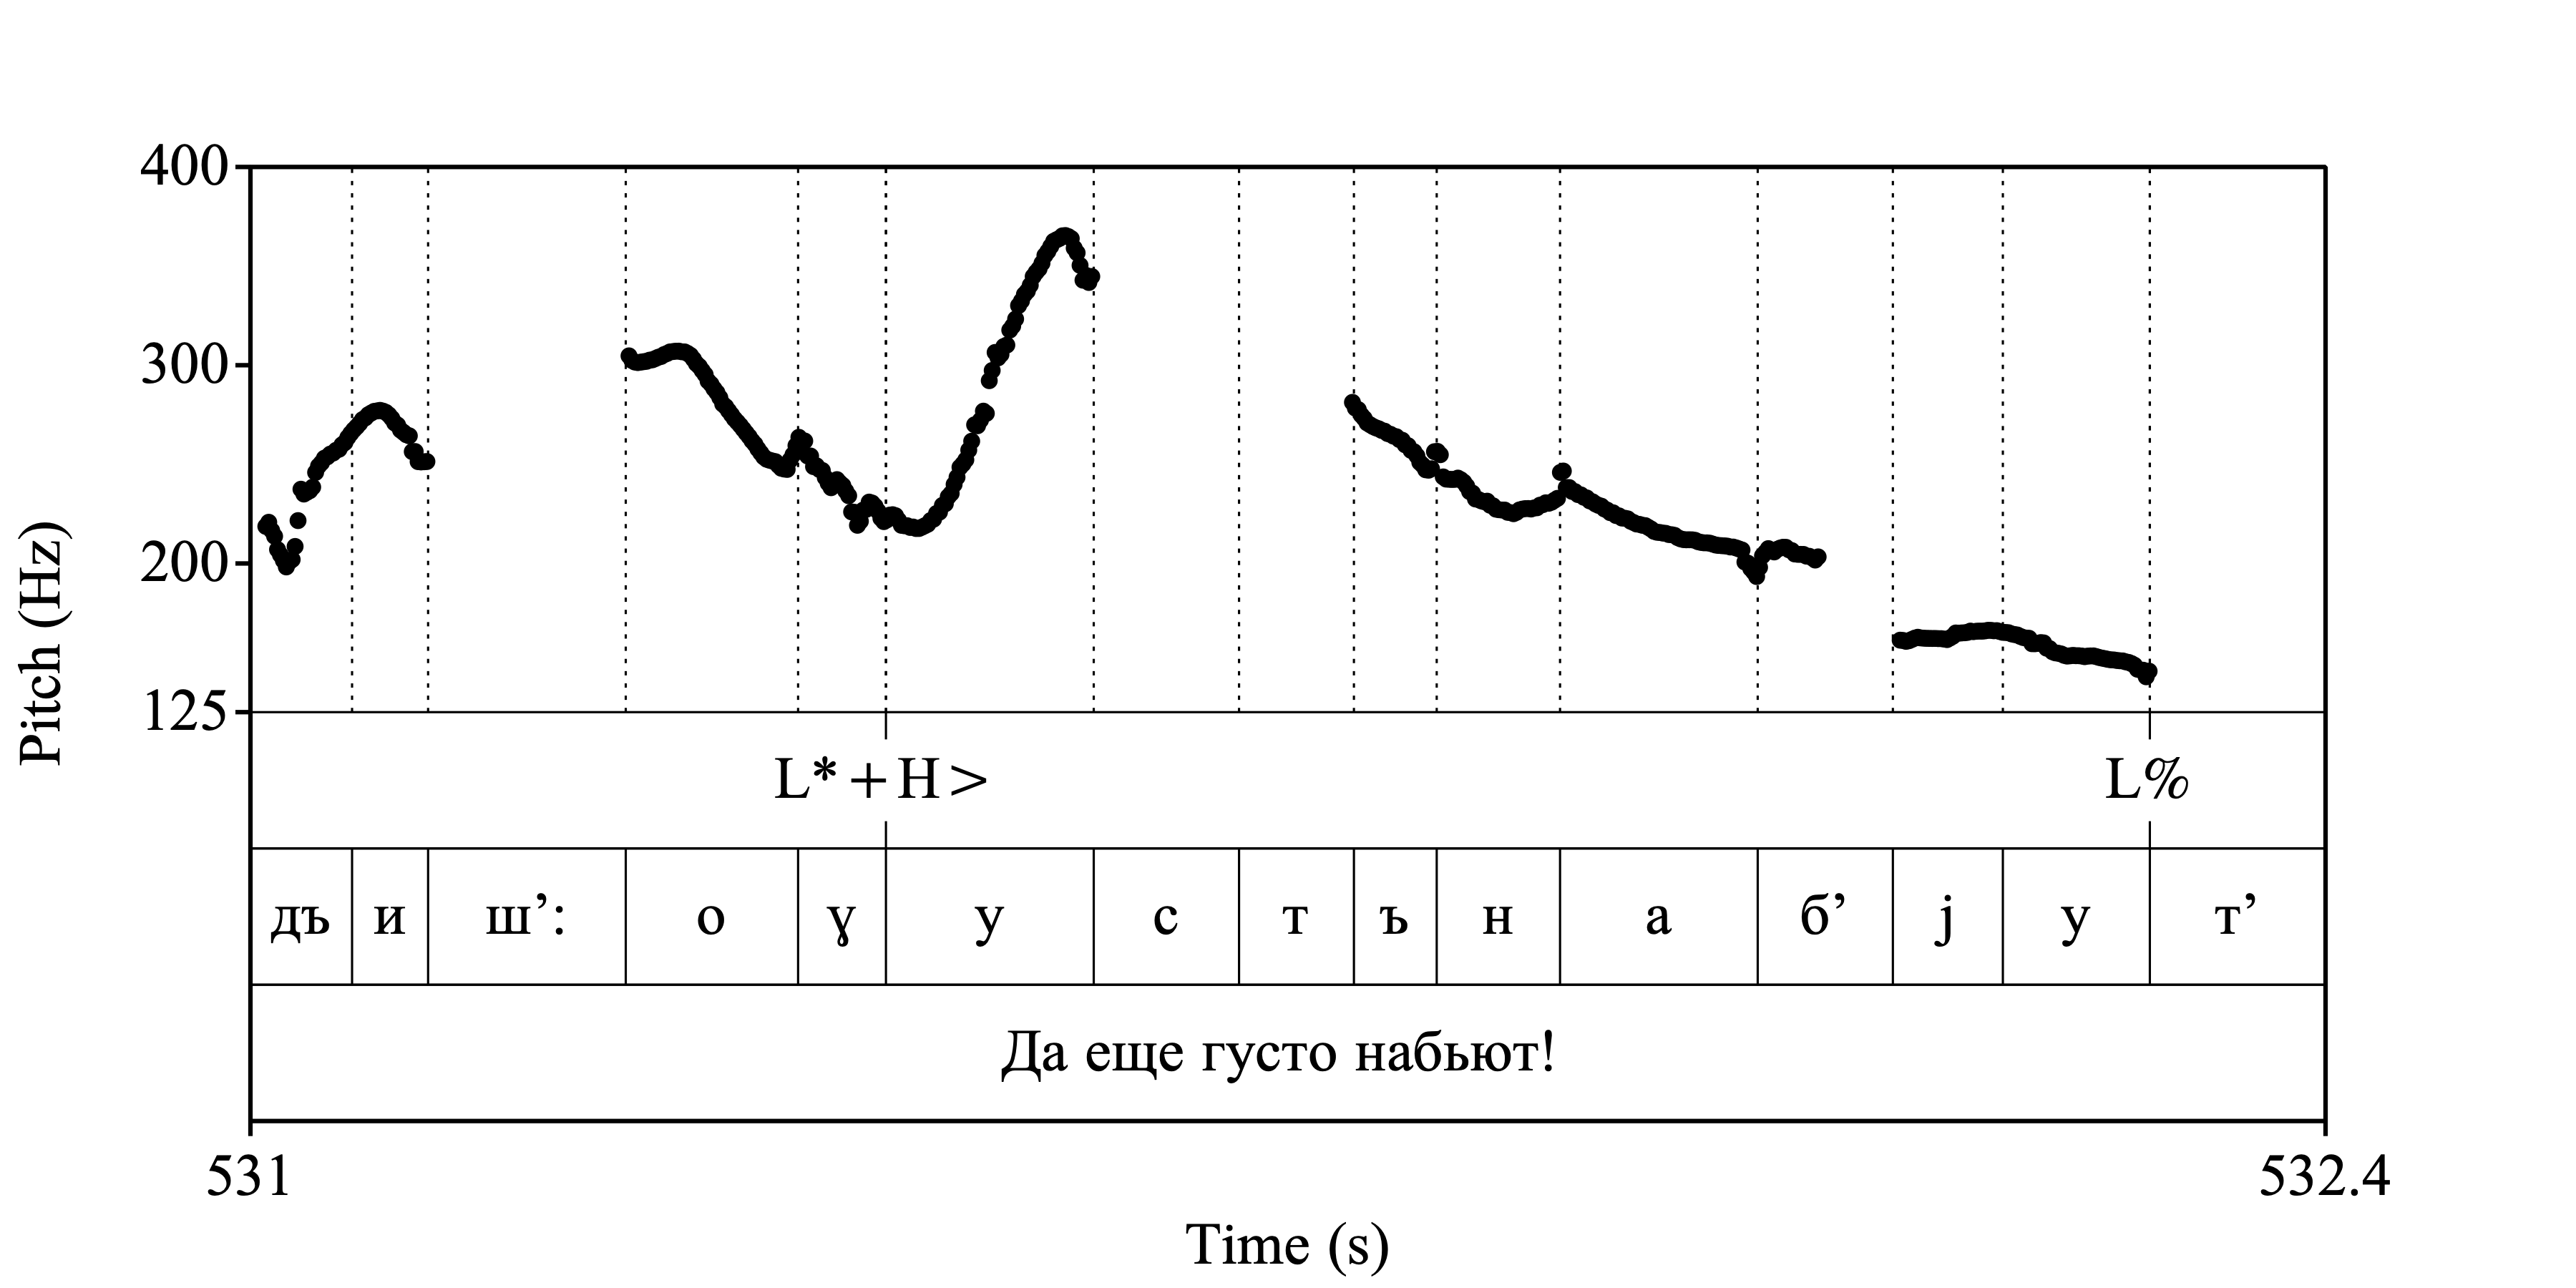 400
300
200
125
Pitch (Hz)
L*+H> L%
дъ и ш’: о ɣ у с т ъ н а б’ j у т’
Да еще густо набьют!
531 532.4
Time (s)